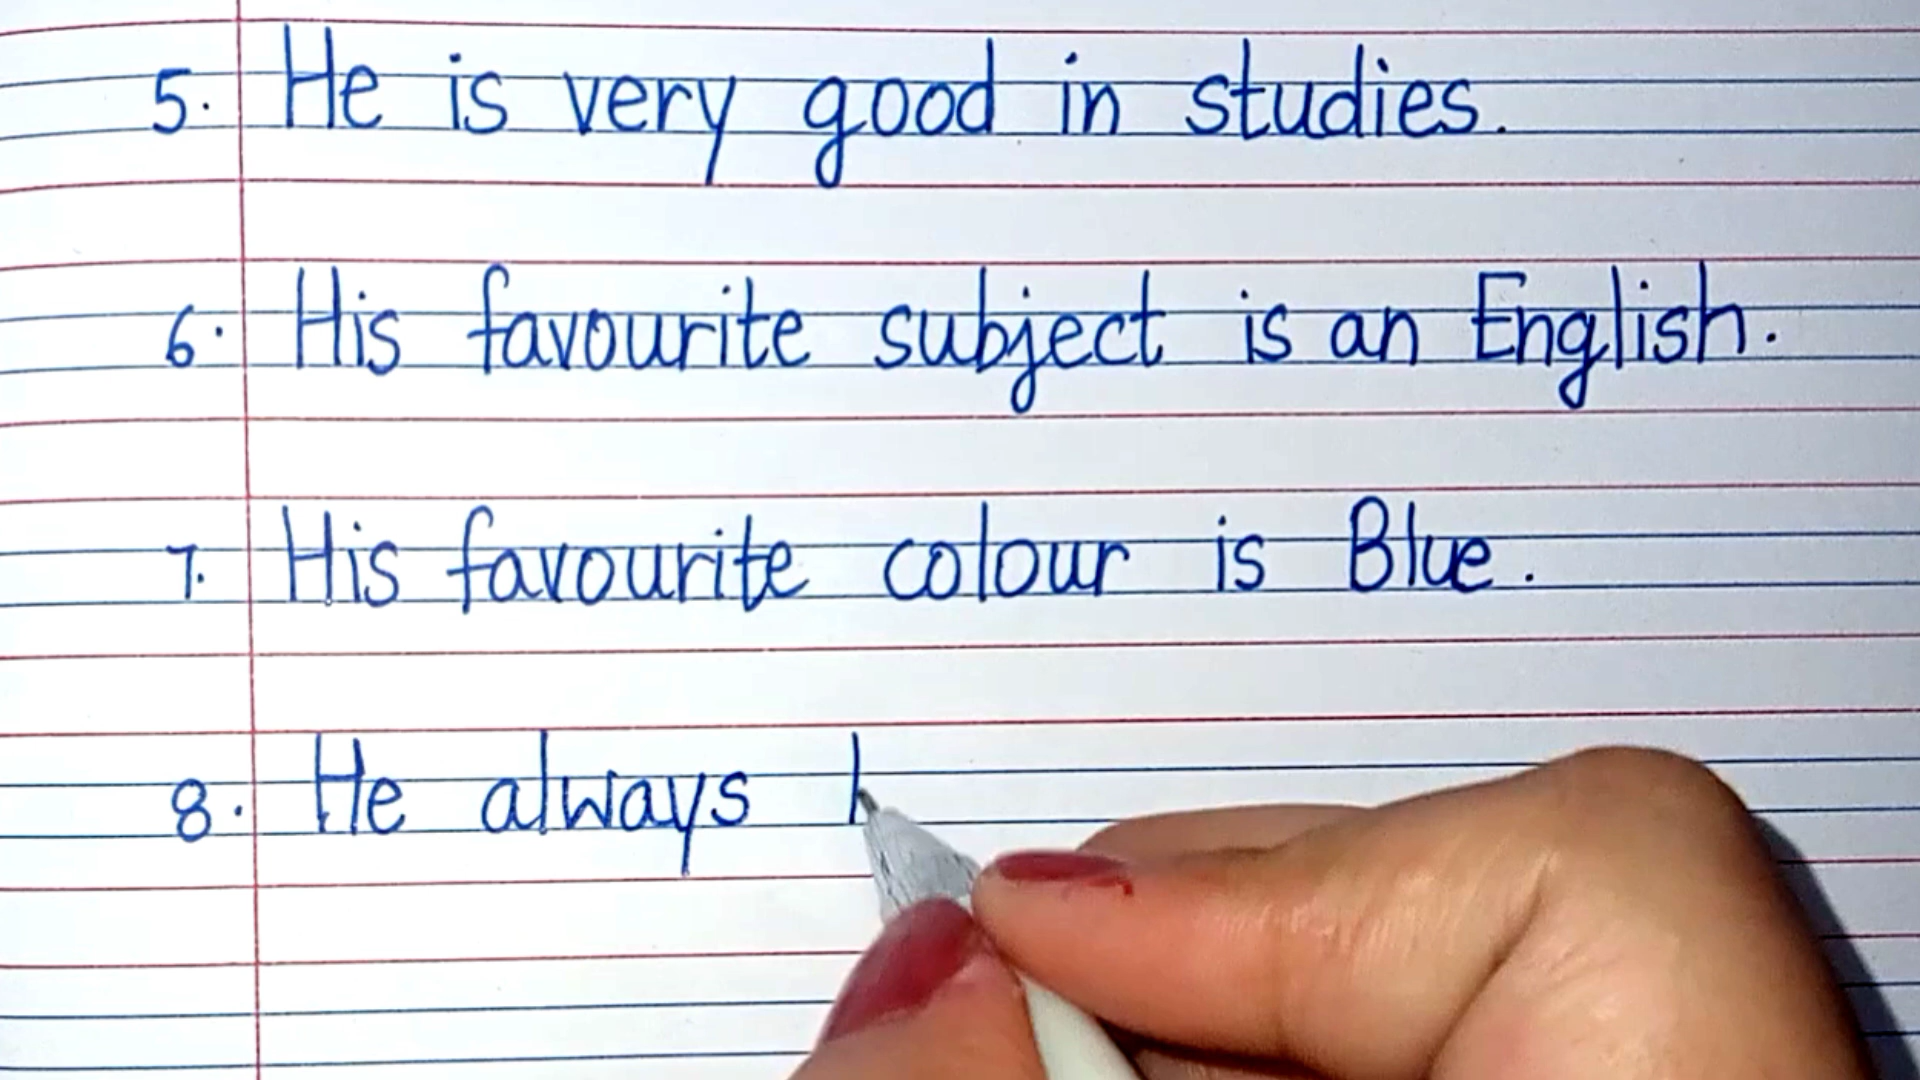 5. He is very good in studies.
6. His favourite subject is an English.
7. His favourite colour is Blue.
8. He always